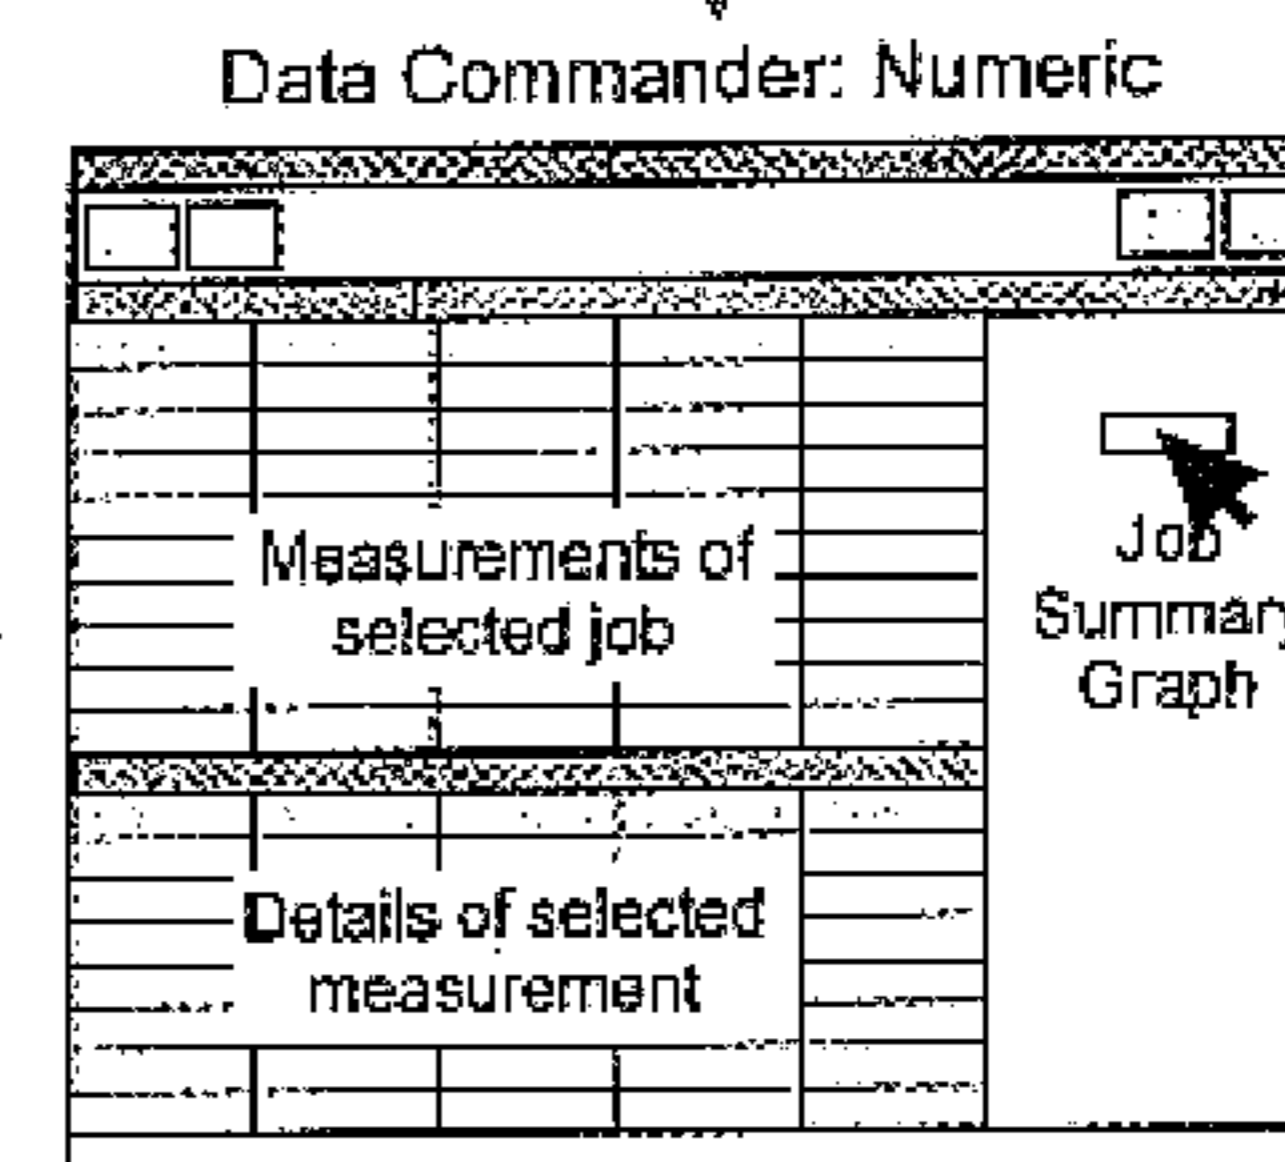 Data Commander: Numeric
Measurements of
selected job
Job
Summary
Graph
Details of selected
measurement